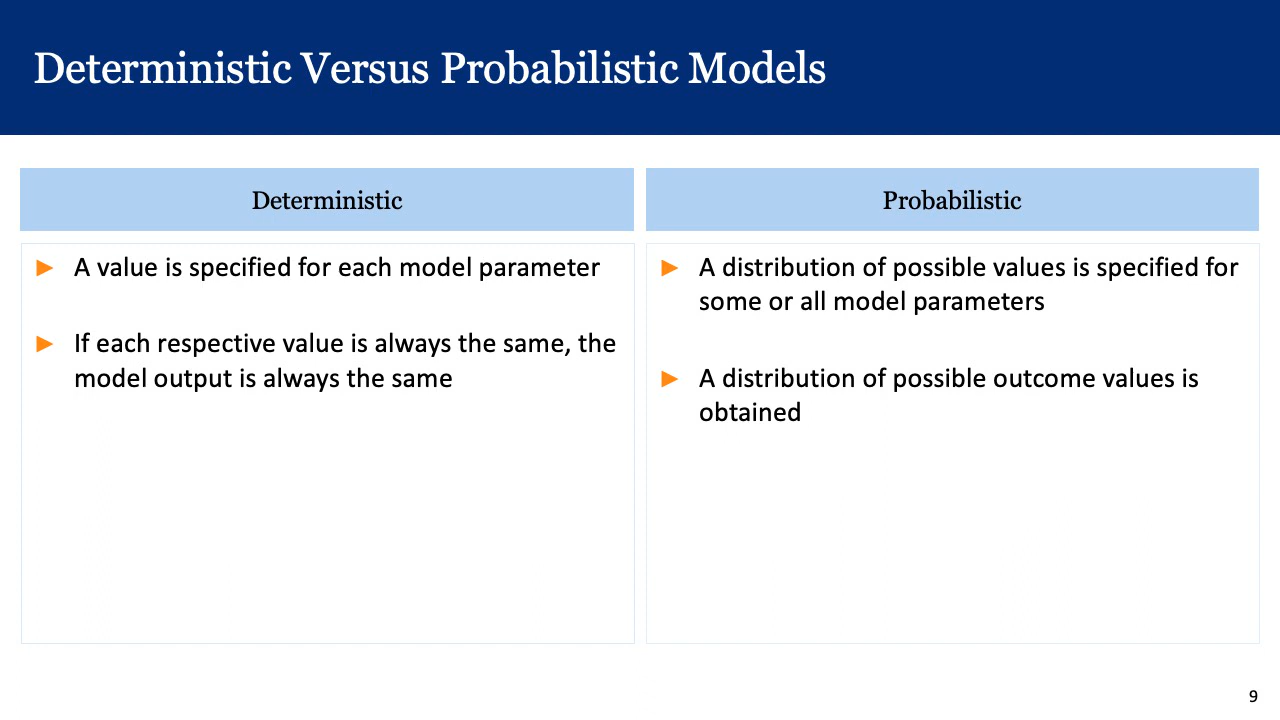 Deterministic Versus Probabilistic Models
Deterministic
► A value is specified for each model parameter
► If each respective value is always the same, the
model output is always the same
Probabilistic
► A distribution of possible values is specified for
some or all model parameters
► A distribution of possible outcome values is
obtained
9